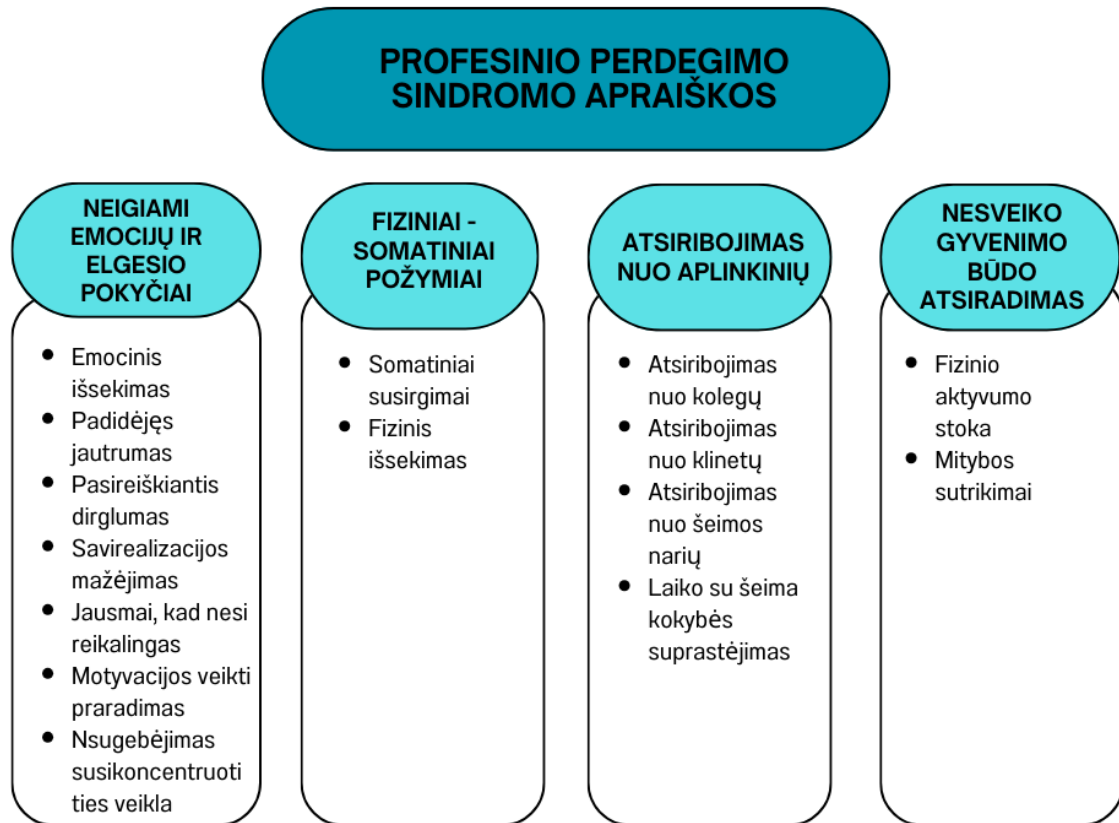 PROFESINIO PERDEGIMO
SINDROMO APRAIŠKOS
NEIGIAMI
EMOCIJŲ IR
ELGESIO
POKYČIAI
• Emocinis
išsekimas
• Padidėjęs
jautrumas
• Pasireiškiantis
dirglumas
• Savirealizacijos
mažėjimas
• Jausmai, kad nesi
reikalingas
• Motyvacijos veikti
praradimas
• Nsugebėjimas
susikoncentruoti
ties veikla
FIZINIAI -
SOMATINIAI
POŽYMIAI
• Somatiniai
susirgimai
• Fizinis
išsekimas
ATSIRIBOJIMAS
NUO APLINKINIŲ
• Atsiribojimas
nuo kolegų
• Atsiribojimas
nuo klinetų
• Atsiribojimas
nuo šeimos
narių
• Laiko su šeima
kokybės
suprastėjimas
NESVEIKO
GYVENIMO
BŪDO
ATSIRADIMAS
• Fizinio
aktyvumo
stoka
• Mitybos
sutrikimai